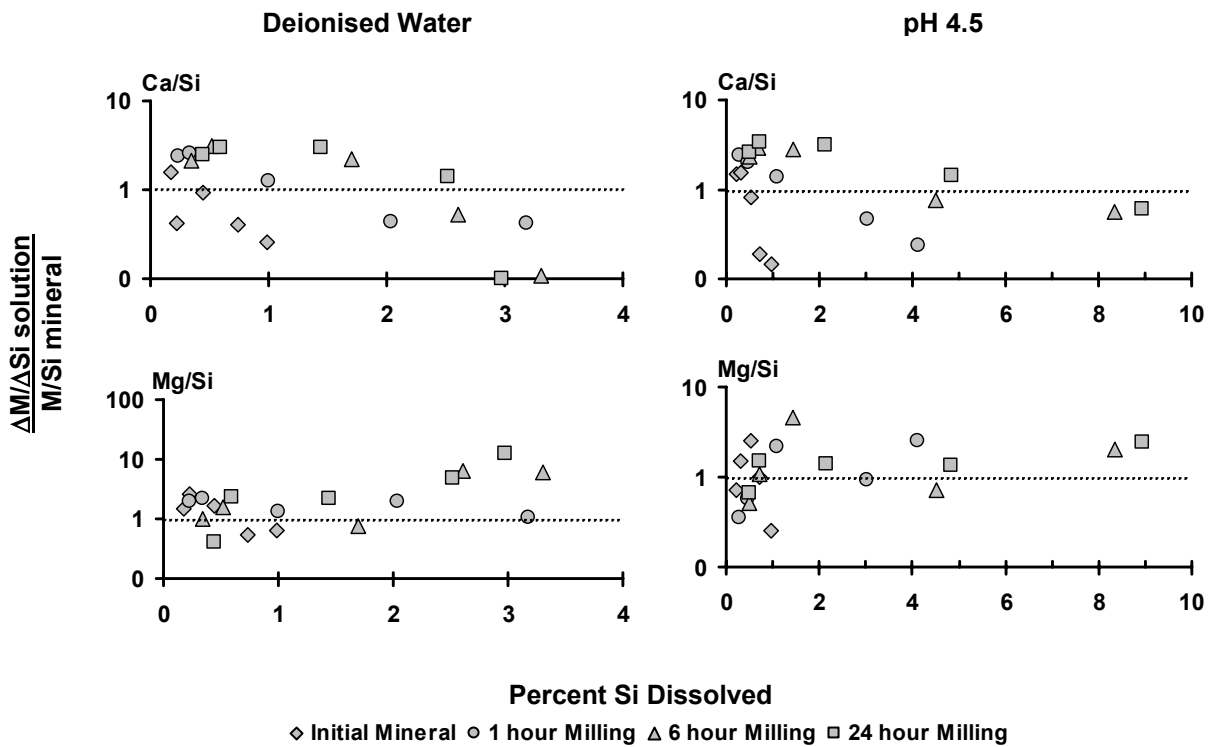 Deionised Water
pH 4.5
Ca/Si
10
1
0
0 1 2 3 4
Ca/Si
10
1
0
0 2 4 6 8 10
ΔM/ΔSi solution
M/Si mineral
Mg/Si
100
10
1
0
0 1 2 3 4
Mg/Si
10
1
0
0 2 4 6 8 10
Percent Si Dissolved
Initial Mineral 1 hour Milling 6 hour Milling 24 hour Milling